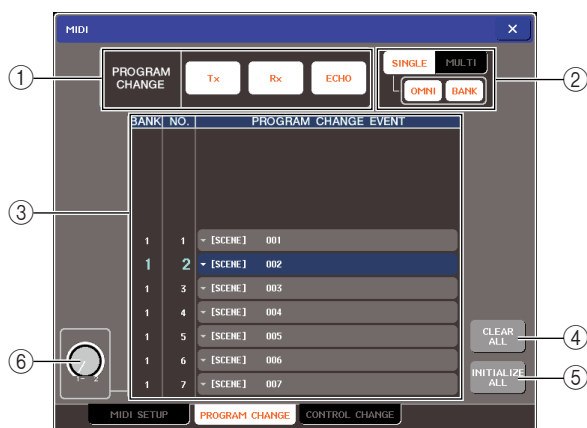 MIDI ×
① PROGRAM CHANGE Tx Rx ECHO
SINGLE MULTI ②
OMNI BANK
③ BANK NO. PROGRAM CHANGE EVENT
1 1 [SCENE] 001
1 2 [SCENE] 002
1 3 [SCENE] 003
1 4 [SCENE] 004
1 5 [SCENE] 005
1 6 [SCENE] 006
1 7 [SCENE] 007
CLEAR ALL ④
INITIALIZE ALL ⑤
⑥ 1- 2
MIDI SETUP PROGRAM CHANGE CONTROL CHANGE